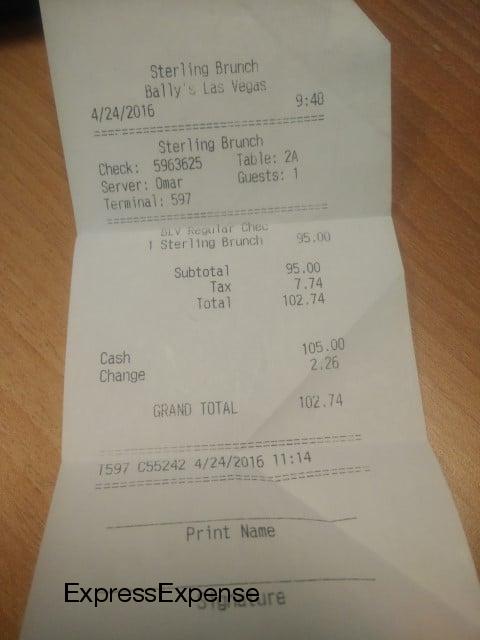 Sterling Brunch
Bally's Las Vegas
4/24/2016 9:40
=================================
Sterling Brunch
Check: 5963625 Table: 2A
Server: Omar Guests: 1
Terminal: 597
=================================
BLV Regular Chec
1 Sterling Brunch 95.00
Subtotal 95.00
Tax 7.74
Total 102.74
Cash 105.00
Change 2.26
GRAND TOTAL 102.74
=================================
T597 C55242 4/24/2016 11:14
=================================
Print Name
ExpressExpense
Signature